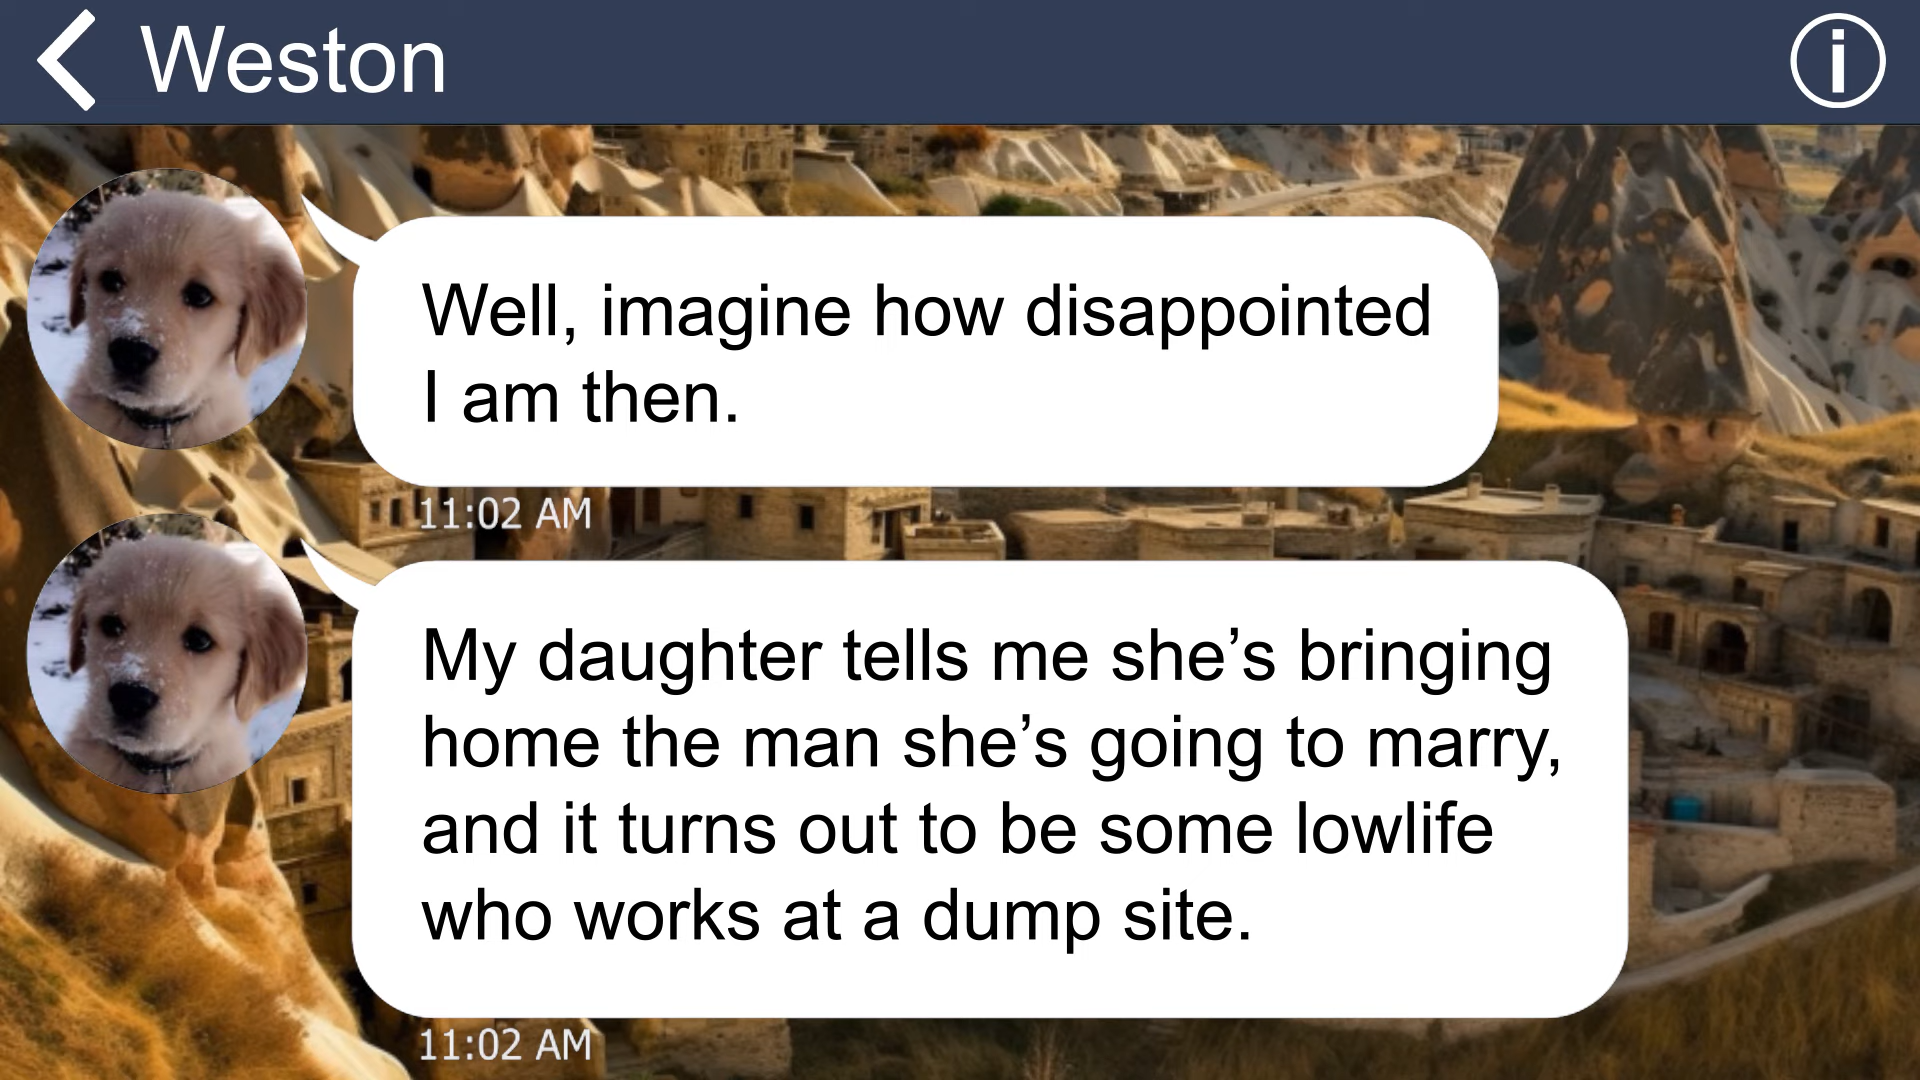 Weston
Well, imagine how disappointed
I am then.
11:02 AM
My daughter tells me she’s bringing
home the man she’s going to marry,
and it turns out to be some lowlife
who works at a dump site.
11:02 AM